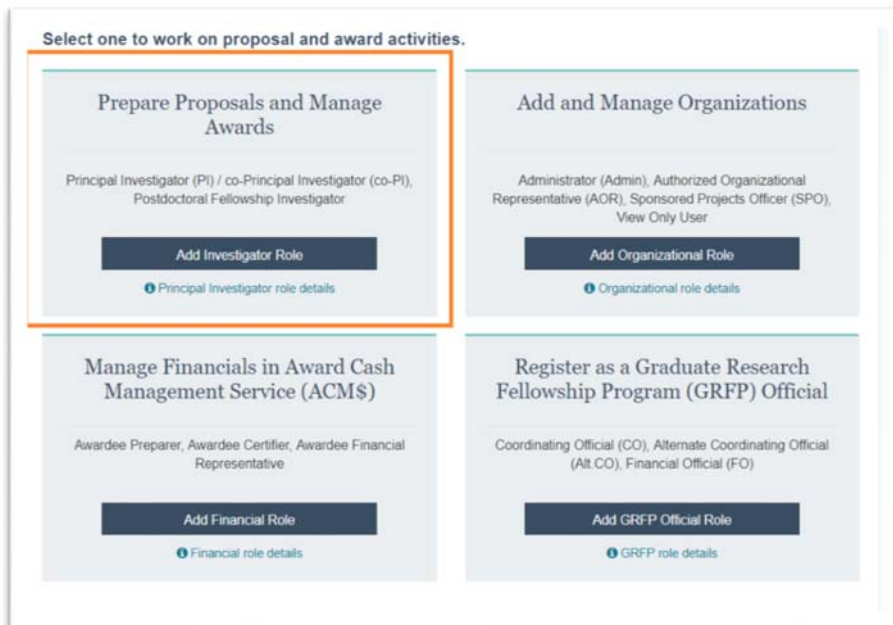 Select one to work on proposal and award activities.
Prepare Proposals and Manage
Awards
Principal Investigator (PI) / co-Principal Investigator (co-PI),
Postdoctoral Fellowship Investigator
Add Investigator Role
Principal Investigator role details
Add and Manage Organizations
Administrator (Admin), Authorized Organizational
Representative (AOR), Sponsored Projects Officer (SPO),
View Only User
Add Organizational Role
Organizational role details
Manage Financials in Award Cash
Management Service (ACM$)
Awardee Preparer, Awardee Certifier, Awardee Financial
Representative
Add Financial Role
Financial role details
Register as a Graduate Research
Fellowship Program (GRFP) Official
Coordinating Official (CO), Alternate Coordinating Official
(Alt.CO), Financial Official (FO)
Add GRFP Official Role
GRFP role details